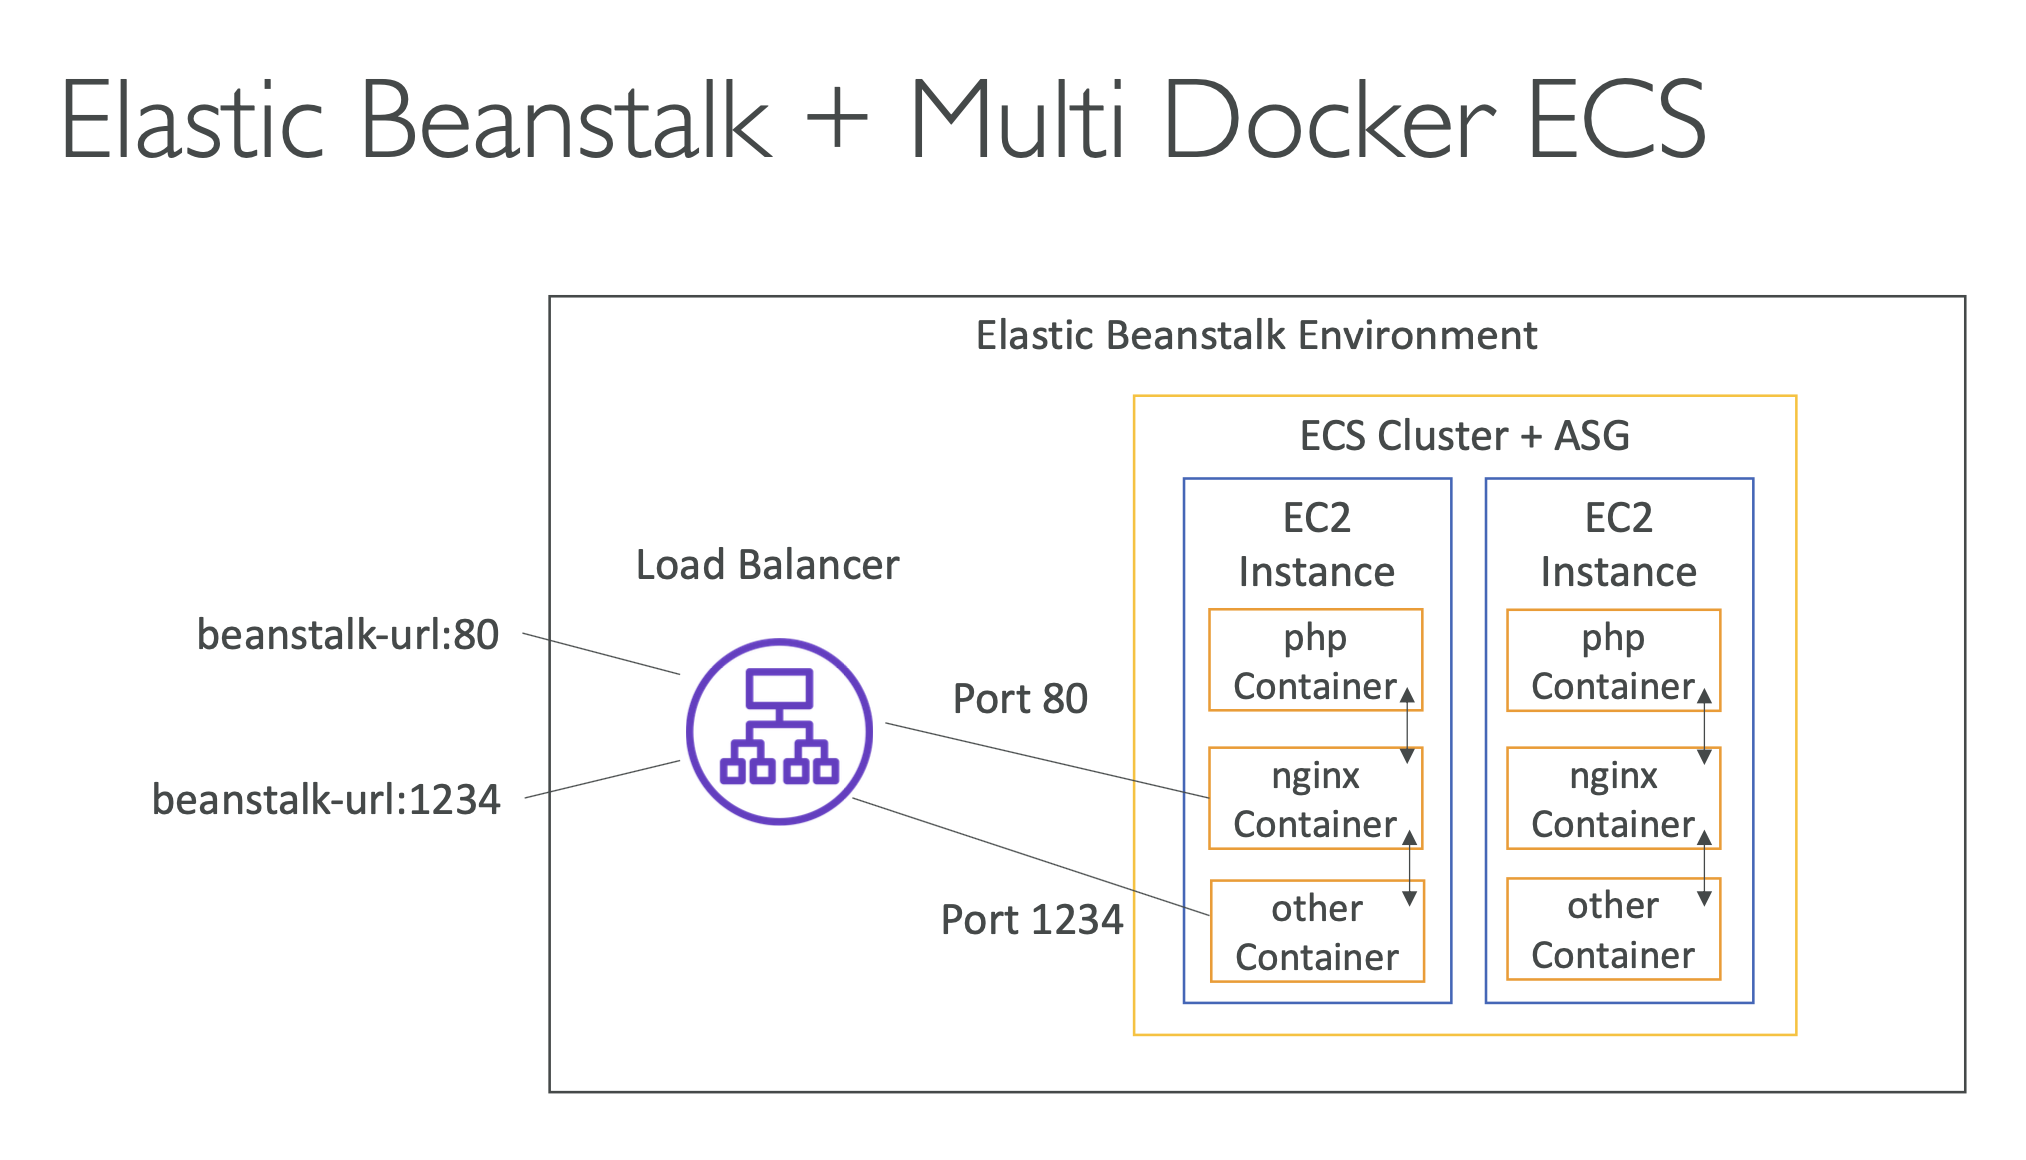 Elastic Beanstalk + Multi Docker ECS
Elastic Beanstalk Environment
ECS Cluster + ASG
Load Balancer
beanstalk-url:80
beanstalk-url:1234
Port 80
Port 1234
EC2
Instance
php
Container
nginx
Container
other
Container
EC2
Instance
php
Container
nginx
Container
other
Container